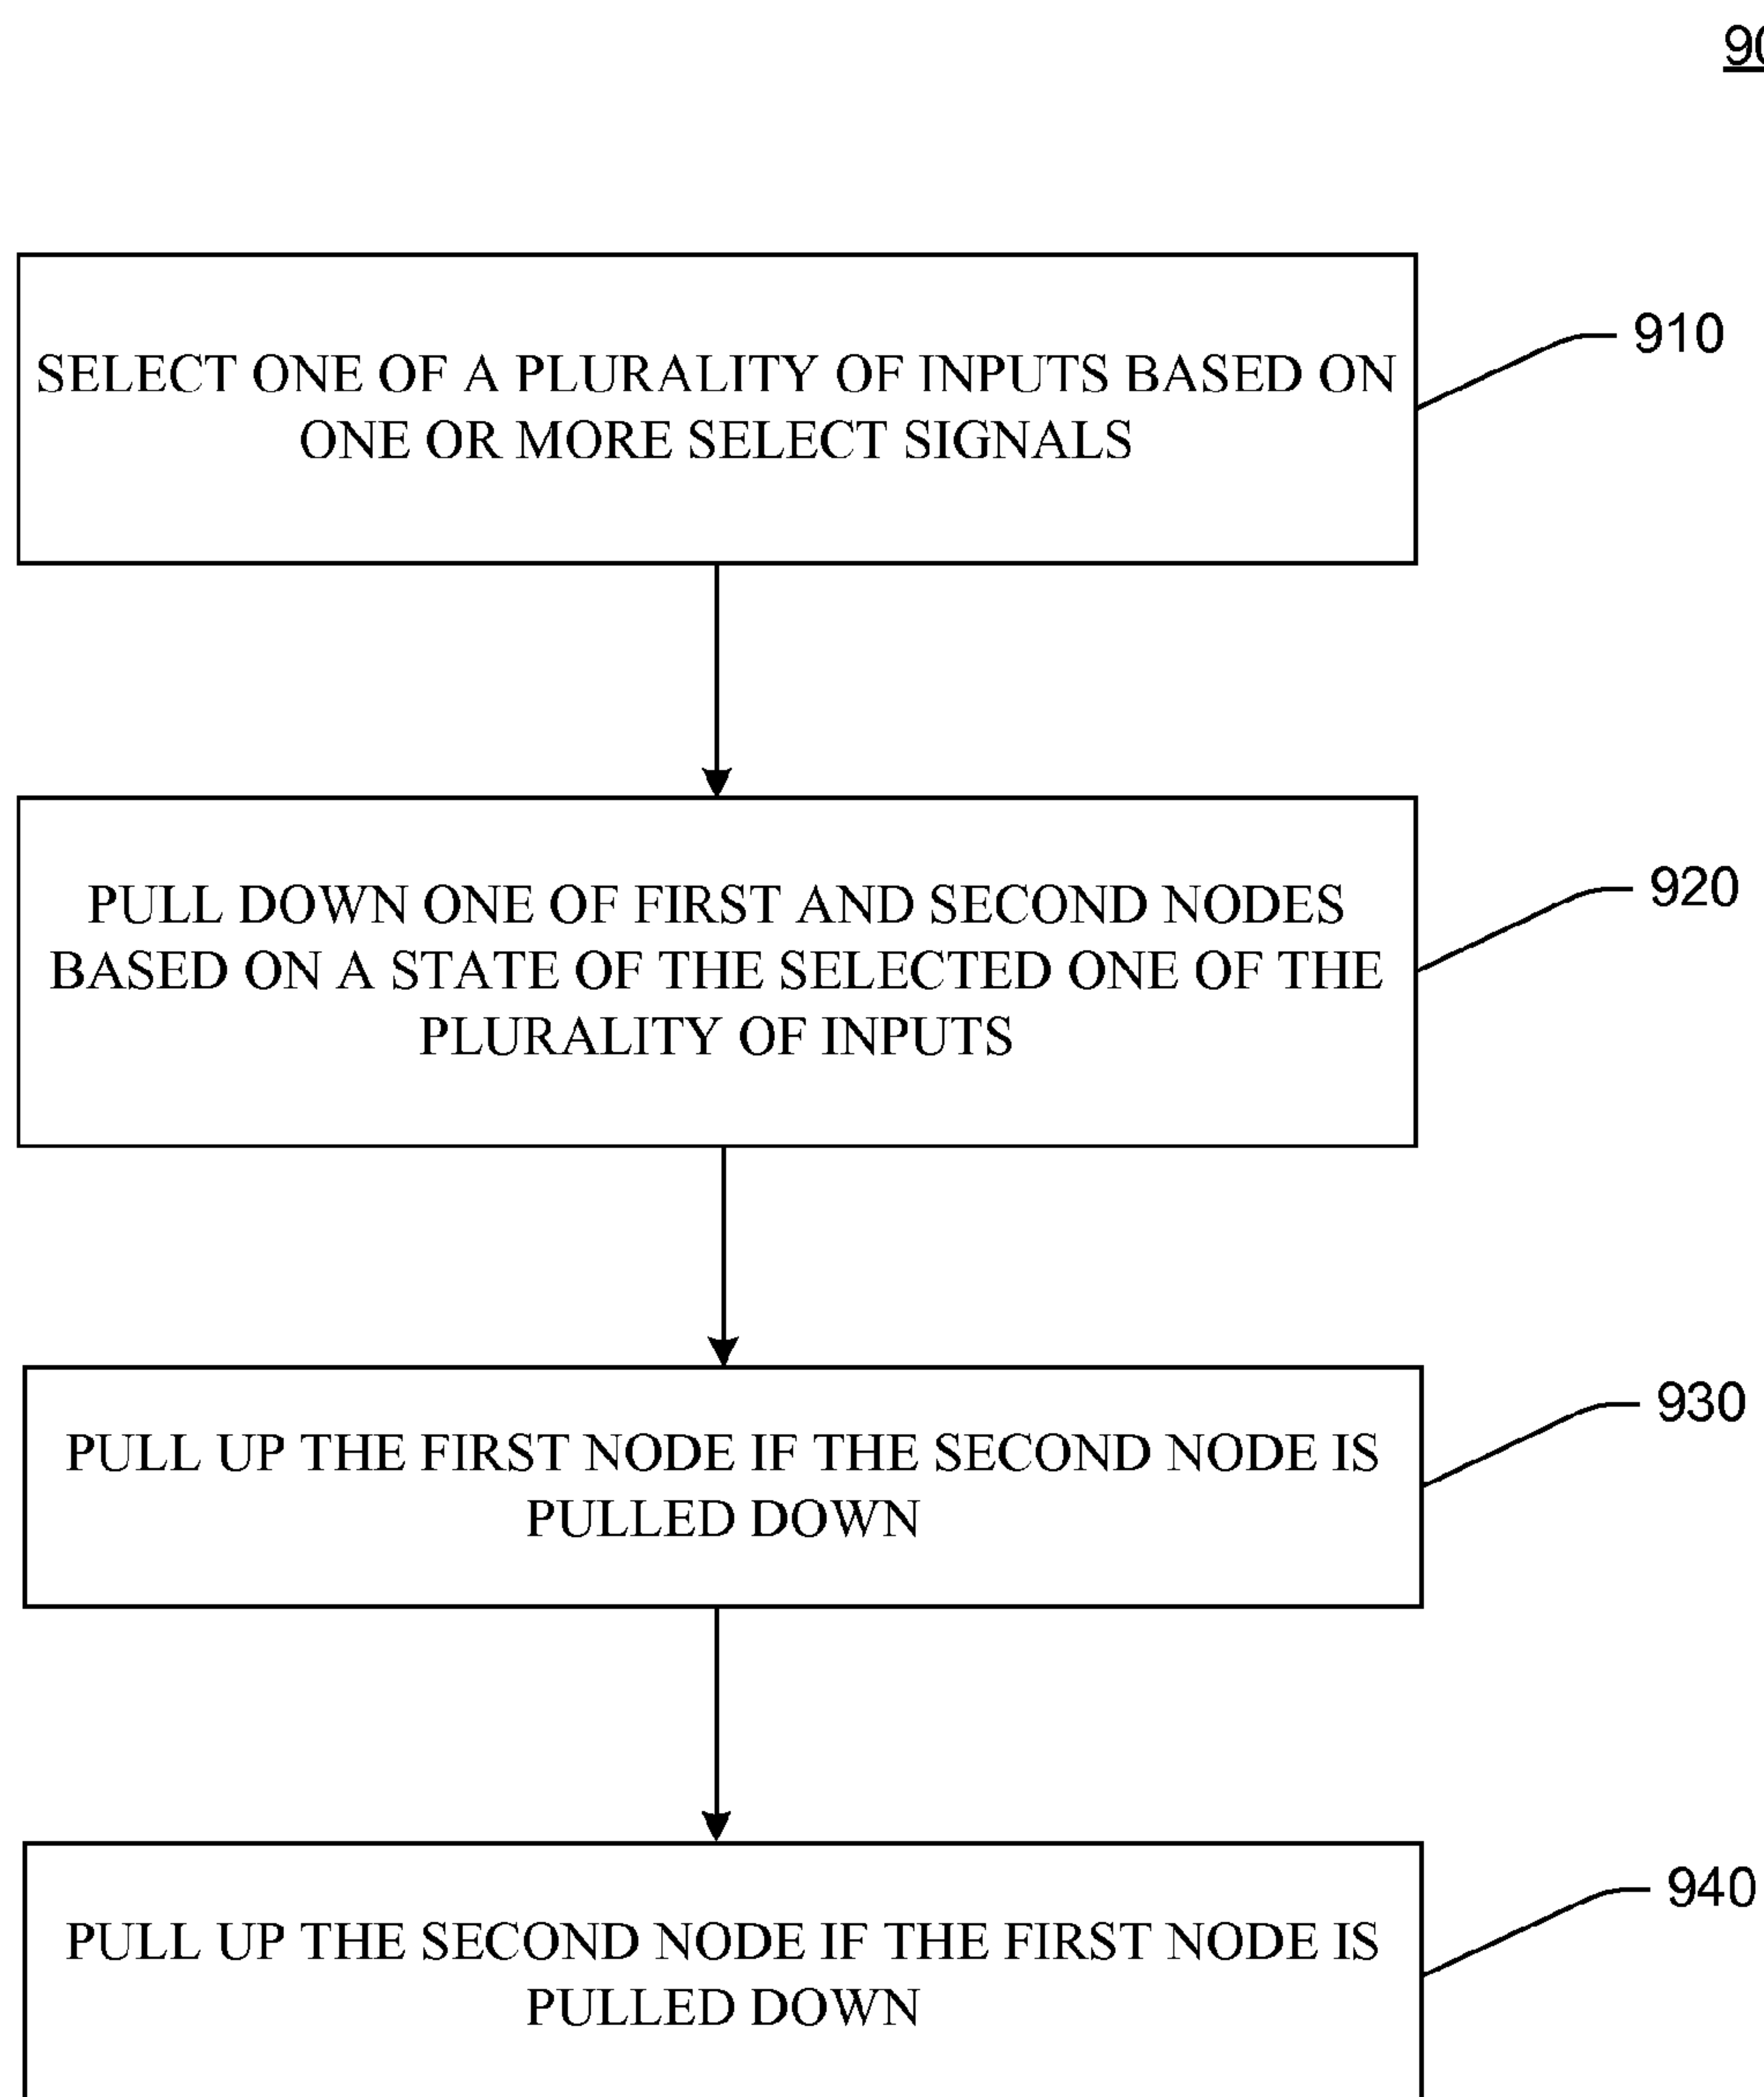 SELECT ONE OF A PLURALITY OF INPUTS BASED ON
ONE OR MORE SELECT SIGNALS
910
PULL DOWN ONE OF FIRST AND SECOND NODES
BASED ON A STATE OF THE SELECTED ONE OF THE
PLURALITY OF INPUTS
920
PULL UP THE FIRST NODE IF THE SECOND NODE IS
PULLED DOWN
930
PULL UP THE SECOND NODE IF THE FIRST NODE IS
PULLED DOWN
940